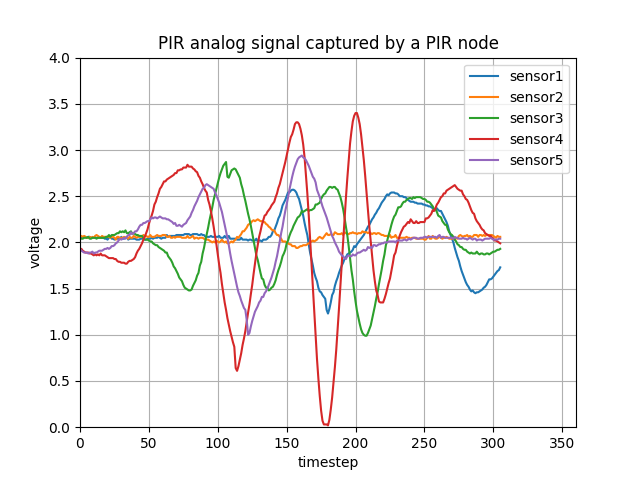 PIR analog signal captured by a PIR node
4.0
3.5
3.0
2.5
2.0
1.5
1.0
0.5
0.0
voltage
sensor1
sensor2
sensor3
sensor4
sensor5
0 50 100 150 200 250 300 350
timestep